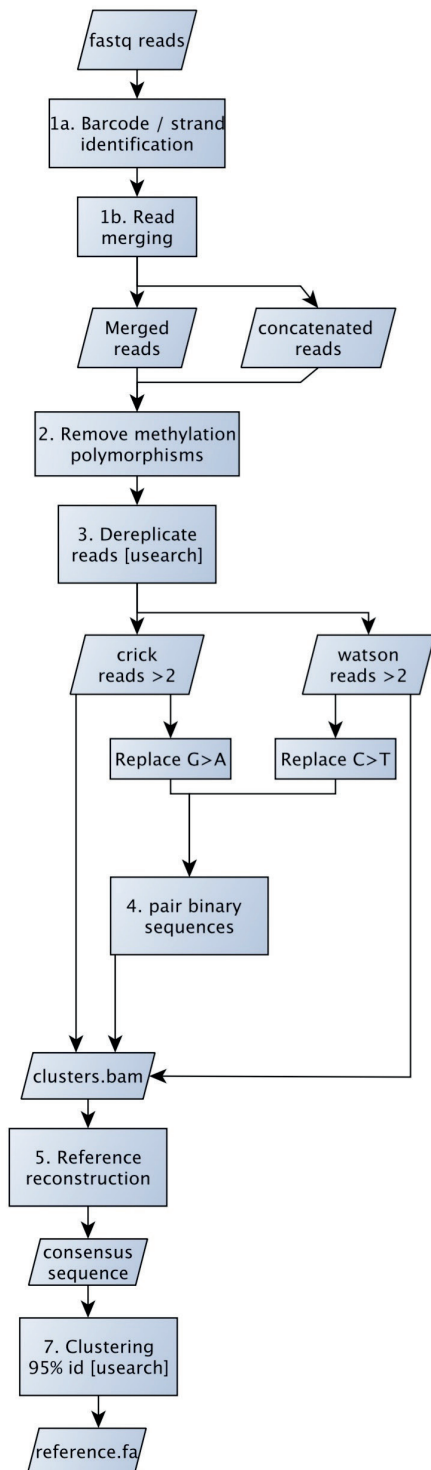 fastq reads
1a. Barcode / strand
identification
1b. Read
merging
Merged
reads
concatenated
reads
2. Remove methylation
polymorphisms
3. Dereplicate
reads [usearch]
crick
reads >2
watson
reads >2
Replace G>A
Replace C>T
4. pair binary
sequences
clusters.bam
5. Reference
reconstruction
consensus
sequence
7. Clustering
95% id [usearch]
reference.fa